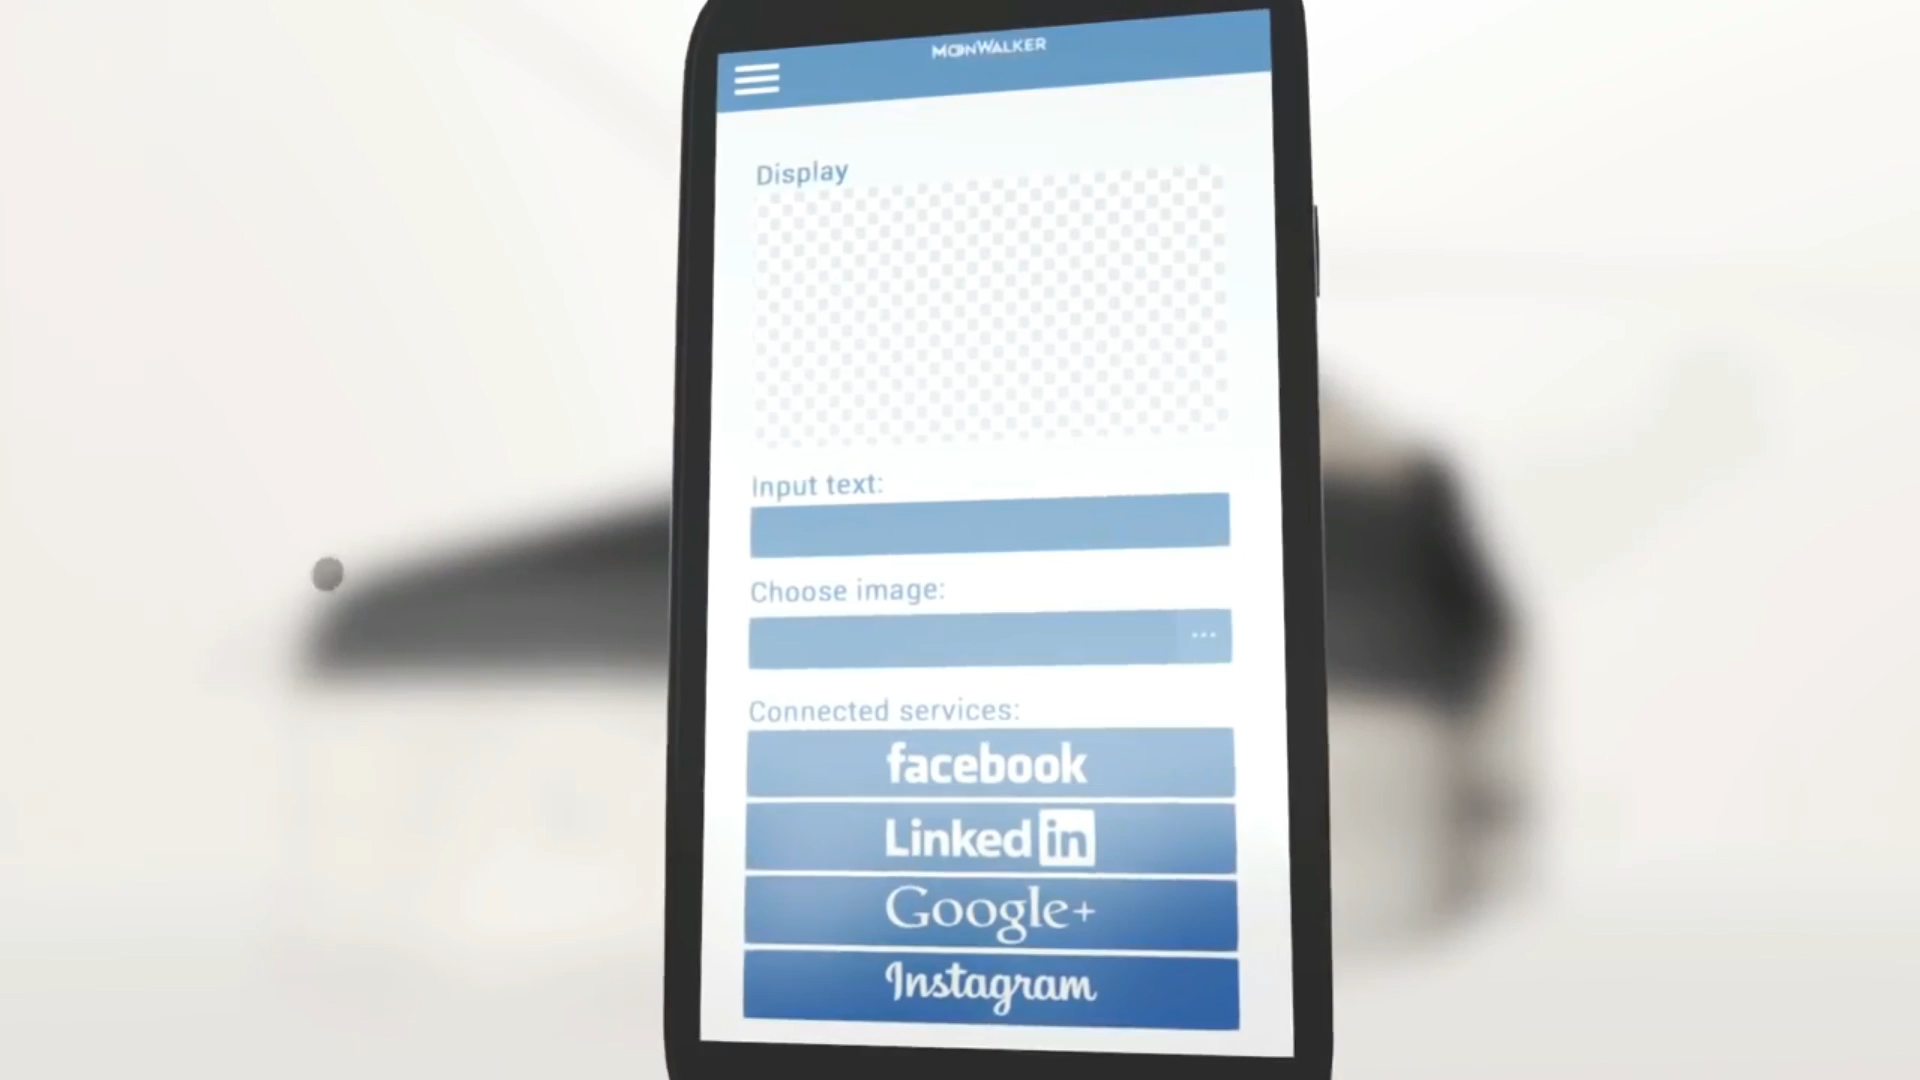 MOONWALKER
Display
Input text:
Choose image:
...
Connected services:
facebook
Linked in
Google+
Instagram